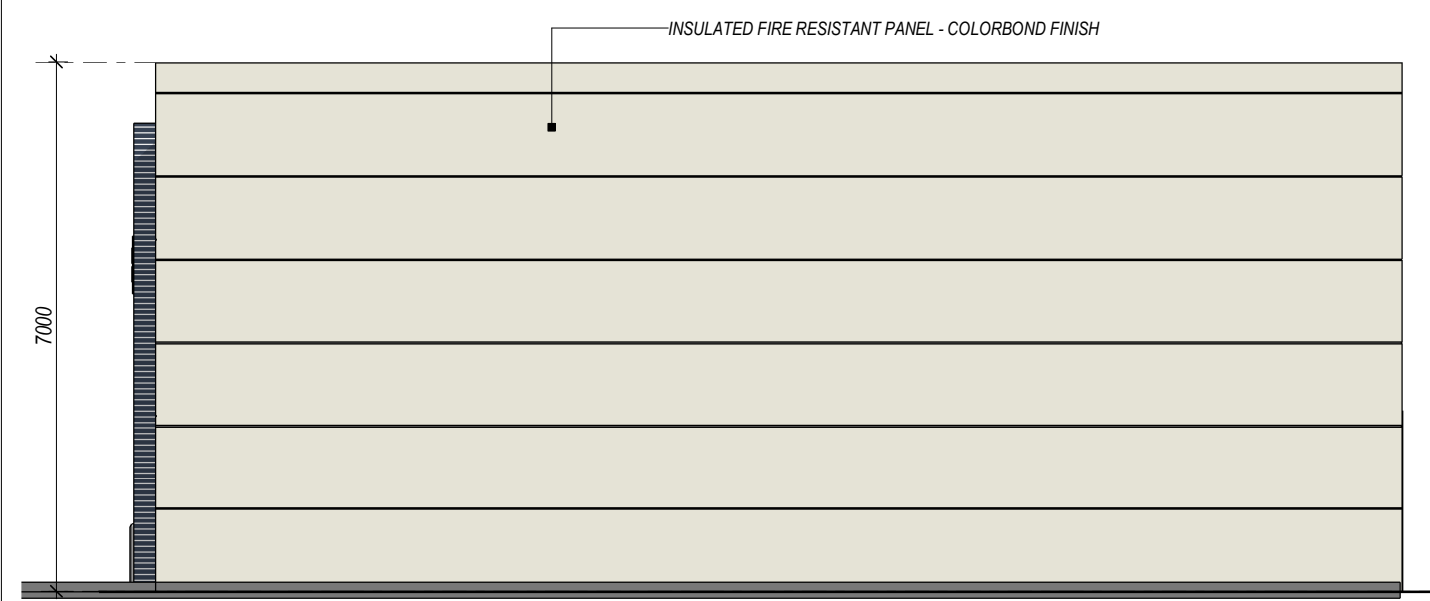 INSULATED FIRE RESISTANT PANEL - COLORBOND FINISH
7000